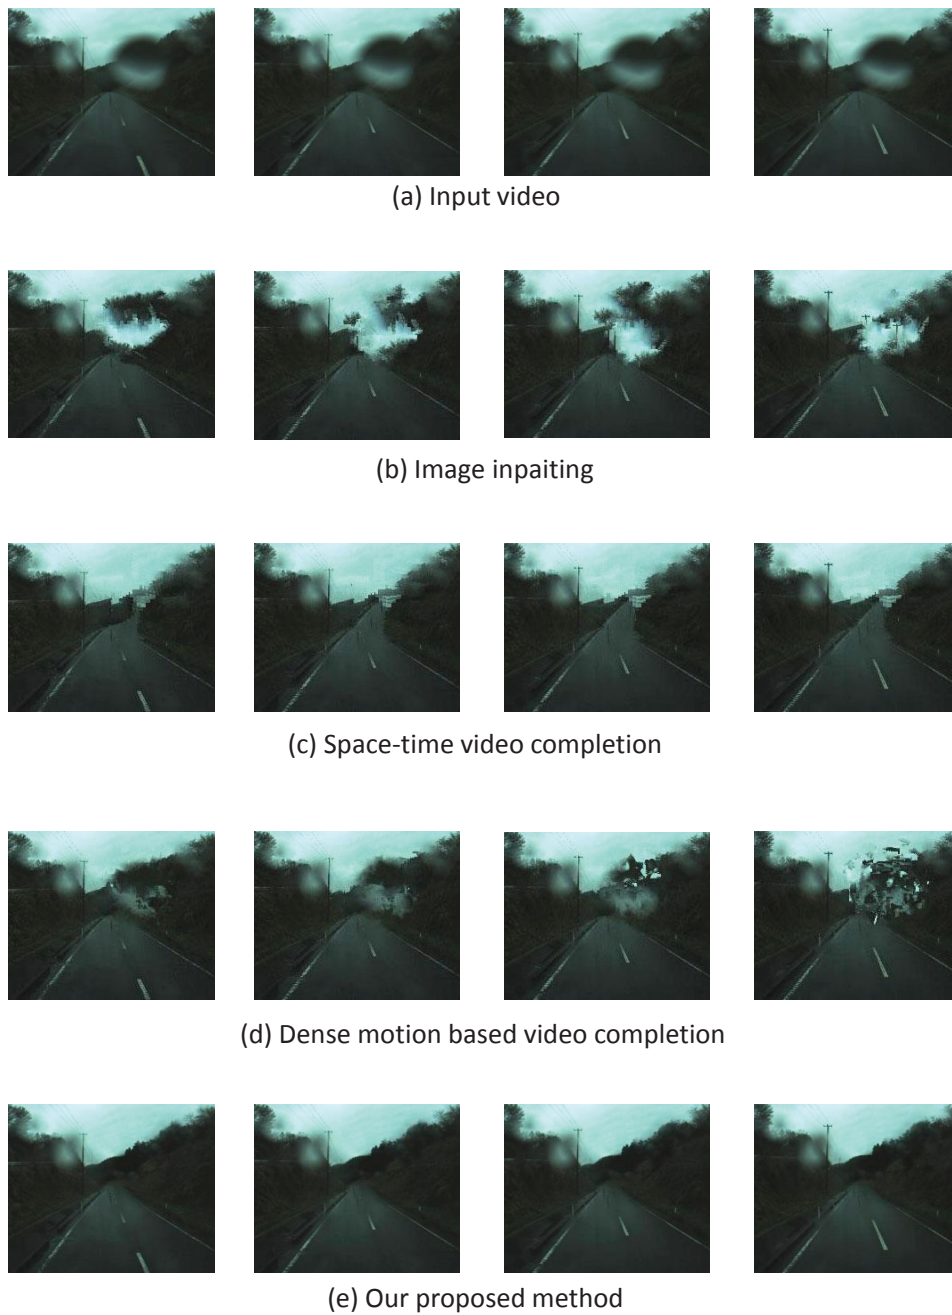 (a) Input video
(b) Image inpaiting
(c) Space-time video completion
(d) Dense motion based video completion
(e) Our proposed method